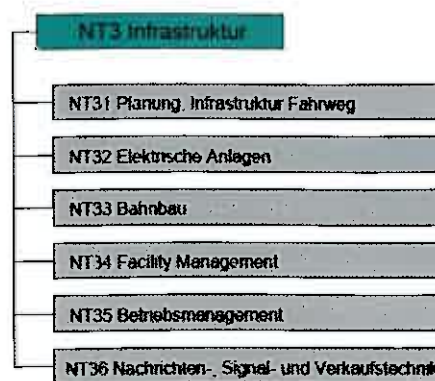 NT3 Infrastruktur
NT31 Planung, Infrastruktur Fahrweg
NT32 Elektrische Anlagen
NT33 Bahnbau
NT34 Facility Management
NT35 Betriebsmanagement
NT36 Nachrichten-, Signal- und Verkaufstechnik